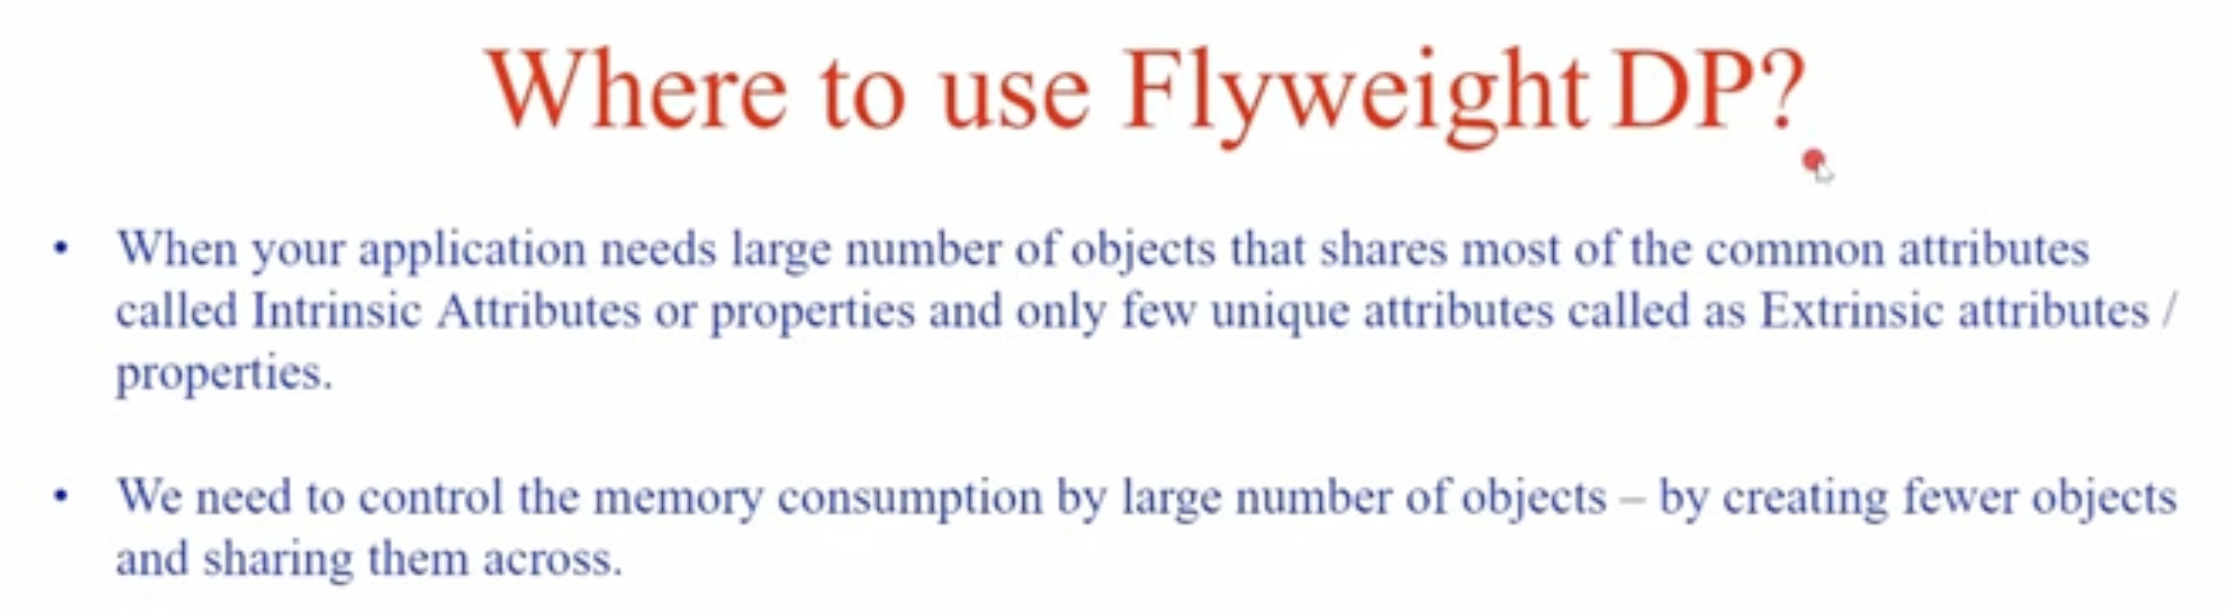 Where to use Flyweight DP?
• When your application needs large number of objects that shares most of the common attributes
called Intrinsic Attributes or properties and only few unique attributes called as Extrinsic attributes /
properties.
• We need to control the memory consumption by large number of objects – by creating fewer objects
and sharing them across.